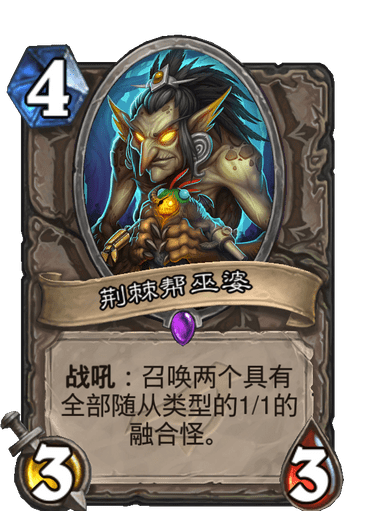 4
荆棘帮巫婆
战吼：召唤两个具有
全部随从类型的1/1的
融合怪。
3
3